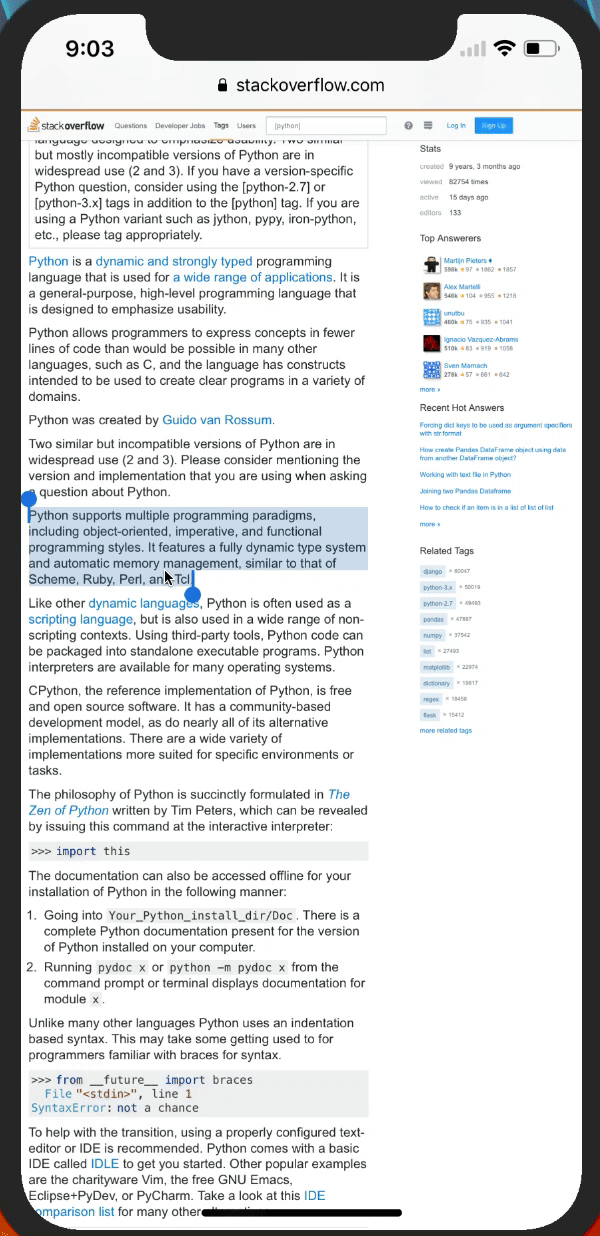 9:03
stackoverflow.com
stackoverflow Questions Developer Jobs Tags Users [python] Log In Sign Up
language designed to emphasize usability. Two similar
but mostly incompatible versions of Python are in
widespread use (2 and 3). If you have a version-specific
Python question, consider using the [python-2.7] or
[python-3.x] tags in addition to the [python] tag. If you are
using a Python variant such as jython, pypy, iron-python,
etc., please tag appropriately.
Python is a dynamic and strongly typed programming
language that is used for a wide range of applications. It is
a general-purpose, high-level programming language that
is designed to emphasize usability.
Python allows programmers to express concepts in fewer
lines of code than would be possible in many other
languages, such as C, and the language has constructs
intended to be used to create clear programs in a variety of
domains.
Python was created by Guido van Rossum.
Two similar but incompatible versions of Python are in
widespread use (2 and 3). Please consider mentioning the
version and implementation that you are using when asking
a question about Python.
Python supports multiple programming paradigms,
including object-oriented, imperative, and functional
programming styles. It features a fully dynamic type system
and automatic memory management, similar to that of
Scheme, Ruby, Perl, and Tcl.
Like other dynamic languages, Python is often used as a
scripting language, but is also used in a wide range of non-
scripting contexts. Using third-party tools, Python code can
be packaged into standalone executable programs. Python
interpreters are available for many operating systems.
CPython, the reference implementation of Python, is free
and open source software. It has a community-based
development model, as do nearly all of its alternative
implementations. There are a wide variety of
implementations more suited for specific environments or
tasks.
The philosophy of Python is succinctly formulated in The
Zen of Python written by Tim Peters, which can be revealed
by issuing this command at the interactive interpreter:
>>> import this
The documentation can also be accessed offline for your
installation of Python in the following manner:
1. Going into Your_Python_install_dir/Doc. There is a
complete Python documentation present for the version
of Python installed on your computer.
2. Running pydoc x or python -m pydoc x from the
command prompt or terminal displays documentation for
module x.
Unlike many other languages Python uses an indentation
based syntax. This may take some getting used to for
programmers familiar with braces for syntax.
>>> from __future__ import braces
File "<stdin>", line 1
SyntaxError: not a chance
To help with the transition, using a properly configured text-
editor or IDE is recommended. Python comes with a basic
IDE called IDLE to get you started. Other popular examples
are the charityware Vim, the free GNU Emacs,
Eclipse+PyDev, or PyCharm. Take a look at this IDE
comparison list for many other
Stats
created 9 years, 3 months ago
viewed 82754 times
active 15 days ago
editors 133
Top Answerers
Martijn Pieters ♦
598k 97 1862 1857
Alex Martelli
546k 104 955 1218
unutbu
460k 75 935 1041
Ignacio Vazquez-Abrams
510k 83 919 1058
Sven Marnach
278k 57 661 642
more »
Recent Hot Answers
Forcing dict keys to be used as argument specifiers
with str format
How create Pandas DataFrame object using data
from another DataFrame object?
Working with text file in Python
Joining two Pandas Dataframe
How to check if an item is in a list of list of list
more »
Related Tags
django × 80047
python-3.x × 50019
python-2.7 × 49493
pandas × 47887
numpy × 37542
list × 27493
matplotlib × 22974
dictionary × 19817
regex × 18458
flask × 15412
more related tags